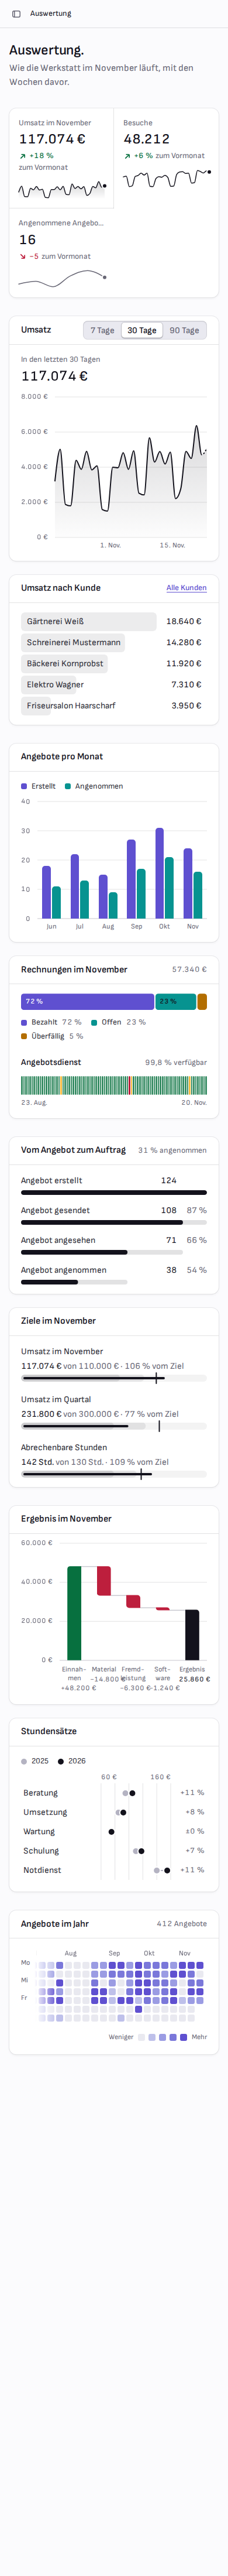 Auswertung
Auswertung.
Wie die Werkstatt im November läuft, mit den
Wochen davor.
Umsatz im November
117.074 €
+18 %
zum Vormonat
Besuche
48.212
+6 % zum Vormonat
Angenommene Angebo…
16
−5 zum Vormonat
Umsatz
7 Tage
30 Tage
90 Tage
In den letzten 30 Tagen
117.074 €
8.000 €
6.000 €
4.000 €
2.000 €
0 €
1. Nov.
15. Nov.
Umsatz nach Kunde
Alle Kunden
Gärtnerei Weiß 18.640 €
Schreinerei Mustermann 14.280 €
Bäckerei Kornprobst 11.920 €
Elektro Wagner 7.310 €
Friseursalon Haarscharf 3.950 €
Angebote pro Monat
Erstellt Angenommen
40
30
20
10
0
Jun Jul Aug Sep Okt Nov
Rechnungen im November 57.340 €
72 % 23 %
Bezahlt 72 % Offen 23 %
Überfällig 5 %
Angebotsdienst 99,8 % verfügbar
23. Aug. 20. Nov.
Vom Angebot zum Auftrag 31 % angenommen
Angebot erstellt 124
Angebot gesendet 108 87 %
Angebot angesehen 71 66 %
Angebot angenommen 38 54 %
Ziele im November
Umsatz im November
117.074 € von 110.000 € · 106 % vom Ziel
Umsatz im Quartal
231.800 € von 300.000 € · 77 % vom Ziel
Abrechenbare Stunden
142 Std. von 130 Std. · 109 % vom Ziel
Ergebnis im November
60.000 €
40.000 €
20.000 €
0 €
Einnah-
men
+48.200 €
Material
−14.800 €
Fremd-
leistung
−6.300 €
Soft-
ware
−1.240 €
Ergebnis
25.860 €
Stundensätze
2025 2026
60 € 160 €
Beratung +11 %
Umsetzung +8 %
Wartung ±0 %
Schulung +7 %
Notdienst +11 %
Angebote im Jahr 412 Angebote
Aug Sep Okt Nov
Mo
Mi
Fr
Weniger Mehr